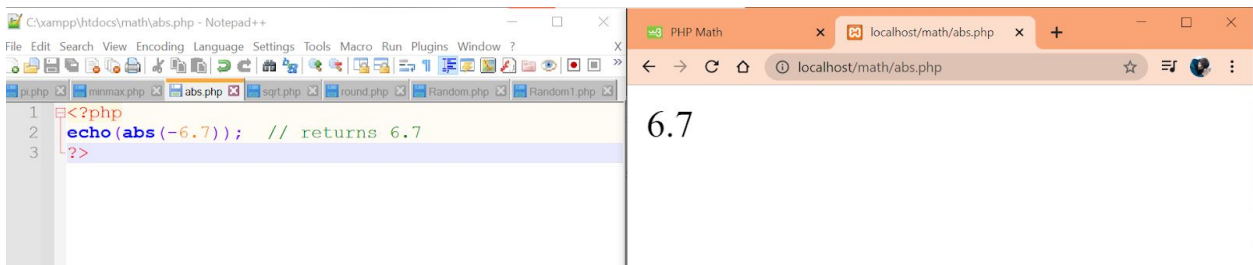 C:\xampp\htdocs\math\abs.php - Notepad++
File Edit Search View Encoding Language Settings Tools Macro Run Plugins Window ?
X
pi.php minmax.php abs.php sqrt.php round.php Random.php Random1.php
1 <?php
2 echo(abs(-6.7)); // returns 6.7
3 ?>
PHP Math
localhost/math/abs.php
localhost/math/abs.php
6.7